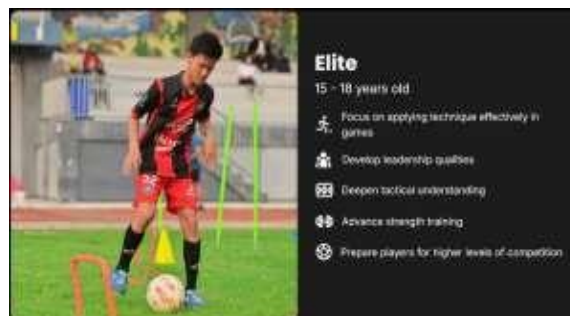 Elite
15 - 18 years old
Focus on applying technique effectively in
games
Develop leadership qualities
Deepen tactical understanding
Advance strength training
Prepare players for higher levels of competition